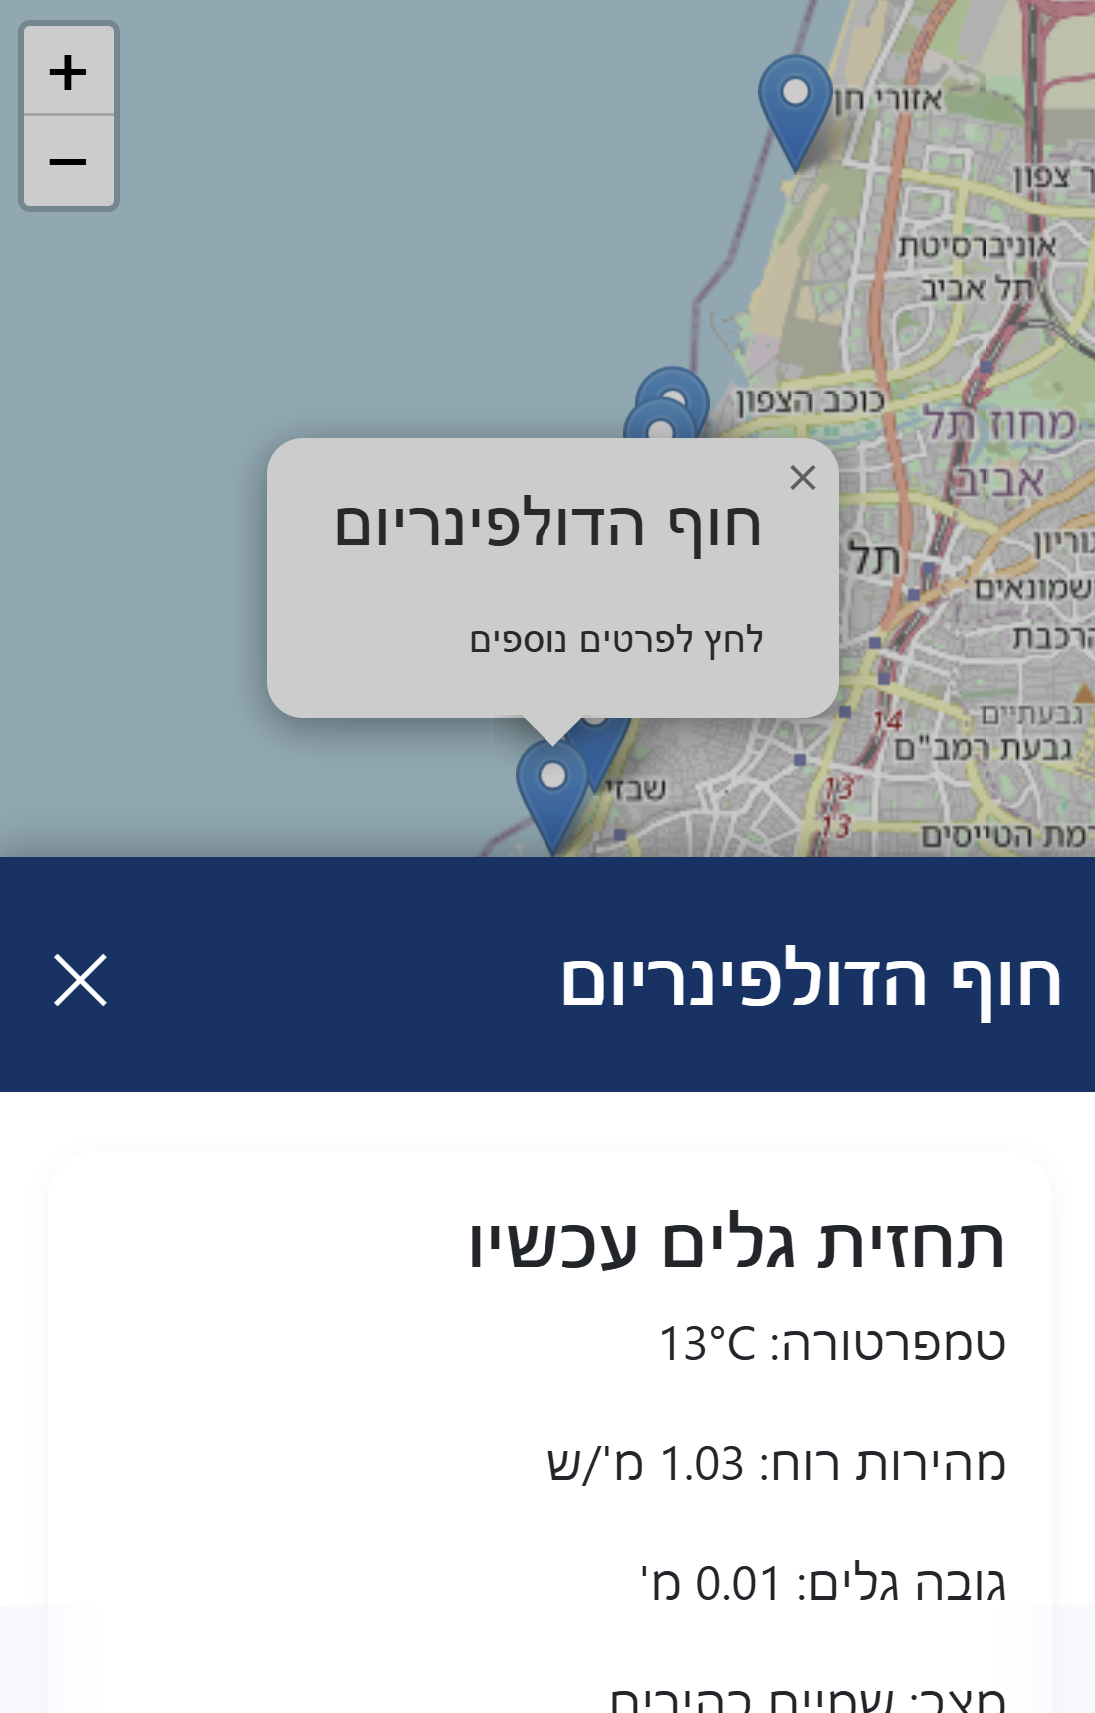 +
−
אזורי חן
צפון
אוניברסיטת
תל אביב
כוכב הצפון
מחוז תל
אביב
×
חוף הדולפינריום
לחץ לפרטים נוספים
תל
הרכבת
גבעתיים
14
גבעת רמב"ם
שבזי
13
13
רמת הטייסים
חוף הדולפינריום
תחזית גלים עכשיו
טמפרטורה: 13°C
מהירות רוח: 1.03 מ'/ש
גובה גלים: 0.01 מ'
מצב: שמיים בהירים